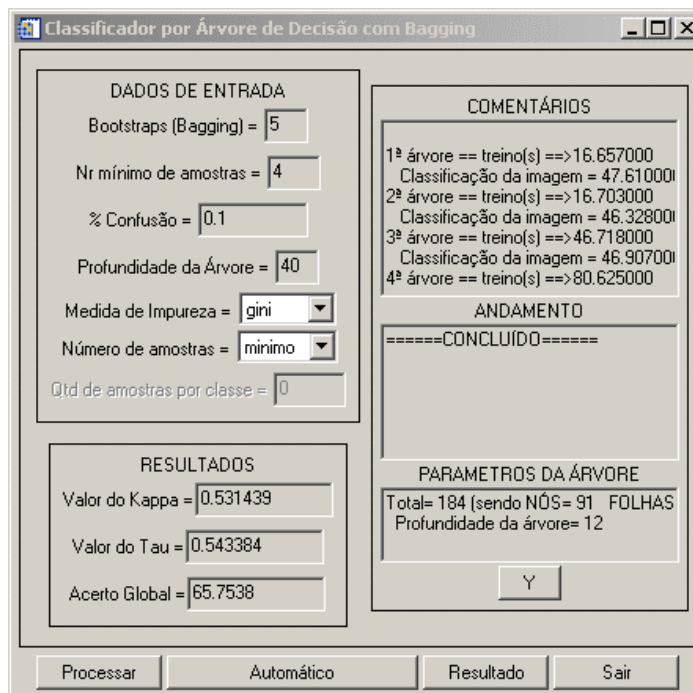 Classificador por Árvore de Decisão com Bagging
DADOS DE ENTRADA
Bootstraps (Bagging) = 5
Nr mínimo de amostras = 4
% Confusão = 0.1
Profundidade da Árvore = 40
Medida de Impureza = gini
Número de amostras = minimo
Qtd de amostras por classe = 0
RESULTADOS
Valor do Kappa = 0.531439
Valor do Tau = 0.543384
Acerto Global = 65.7538
COMENTÁRIOS
1ª árvore == treino(s) ==>16.657000
Classificação da imagem = 47.61000
2ª árvore == treino(s) ==>16.703000
Classificação da imagem = 46.32800
3ª árvore == treino(s) ==>46.718000
Classificação da imagem = 46.90700
4ª árvore == treino(s) ==>80.625000
ANDAMENTO
======CONCLUÍDO======
PARAMETROS DA ÁRVORE
Total= 184 (sendo NÓS= 91 FOLHAS
Profundidade da árvore= 12
Y
Processar
Automático
Resultado
Sair